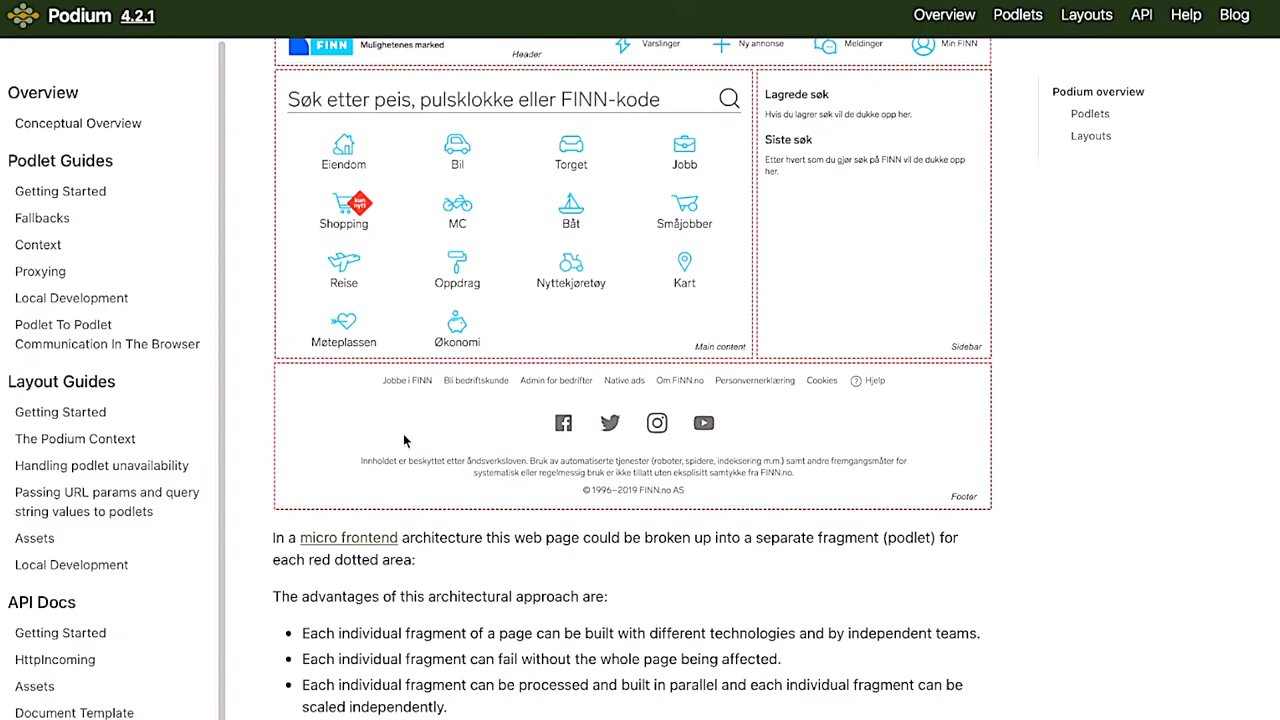 Podium 4.2.1
Overview Podlets Layouts API Help Blog
Overview
Conceptual Overview
Podlet Guides
Getting Started
Fallbacks
Context
Proxying
Local Development
Podlet To Podlet
Communication In The Browser
Layout Guides
Getting Started
The Podium Context
Handling podlet unavailability
Passing URL params and query
string values to podlets
Assets
Local Development
API Docs
Getting Started
HttpIncoming
Assets
Document Template
FINN Mulighetenes marked
Header
Varslinger Ny annonse Meldinger Min FINN
Søk etter peis, pulsklokke eller FINN-kode
Eiendom Bil Torget Jobb
kun
nytt
Shopping MC Båt Småjobber
Reise Oppdrag Nyttekjøretøy Kart
Møteplassen Økonomi
Main content
Lagrede søk
Hvis du lagrer søk vil de dukke opp her.
Siste søk
Etter hvert som du gjør søk på FINN vil de dukke opp
her.
Sidebar
Jobbe i FINN Bli bedriftskunde Admin for bedrifter Native ads Om FINN.no Personvernerklæring Cookies ? Hjelp
Innholdet er beskyttet etter åndsverksloven. Bruk av automatiserte tjenester (roboter, spidere, indeksering m.m.) samt andre fremgangsmåter for
systematisk eller regelmessig bruk er ikke tillatt uten eksplisitt samtykke fra FINN.no.
© 1996–2019 FINN.no AS
Footer
In a micro frontend architecture this web page could be broken up into a separate fragment (podlet) for
each red dotted area:
The advantages of this architectural approach are:
• Each individual fragment of a page can be built with different technologies and by independent teams.
• Each individual fragment can fail without the whole page being affected.
• Each individual fragment can be processed and built in parallel and each individual fragment can be
scaled independently.
Podium overview
Podlets
Layouts